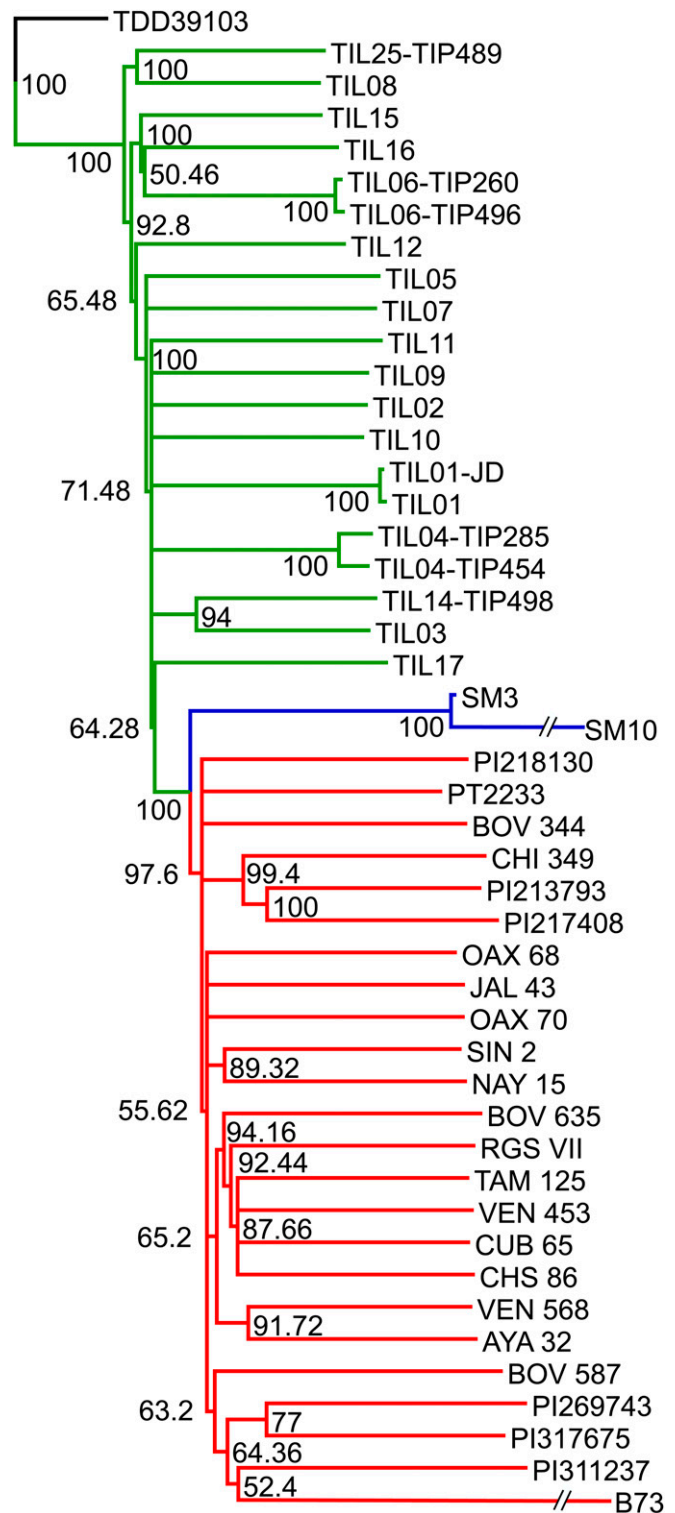 TDD39103
TIL25-TIP489
100
100
TIL08
TIL15
100
TIL16
100
50.46
TIL06-TIP260
100
TIL06-TIP496
92.8
TIL12
TIL05
65.48
TIL07
TIL11
100
TIL09
TIL02
TIL10
TIL01-JD
71.48
100
TIL01
TIL04-TIP285
100
TIL04-TIP454
TIL14-TIP498
94
TIL03
TIL17
SM3
64.28
100
SM10
PI218130
PT2233
100
BOV 344
CHI 349
97.6
99.4
PI213793
100
PI217408
OAX 68
JAL 43
OAX 70
SIN 2
89.32
NAY 15
55.62
BOV 635
94.16
RGS VII
92.44
TAM 125
VEN 453
65.2
87.66
CUB 65
CHS 86
VEN 568
91.72
AYA 32
BOV 587
63.2
PI269743
77
PI317675
64.36
PI311237
52.4
B73